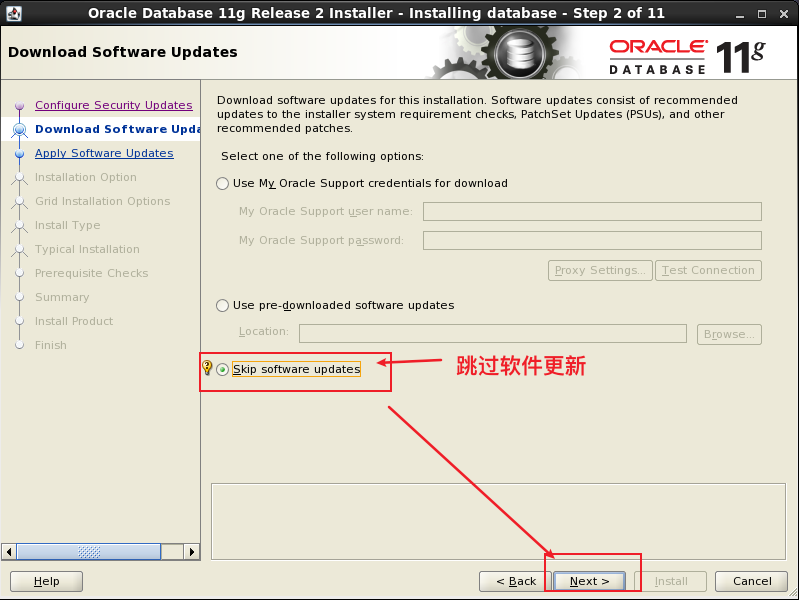 Oracle Database 11g Release 2 Installer - Installing database - Step 2 of 11
Download Software Updates
ORACLE
DATABASE
11g
Configure Security Updates
Download Software Upda
Apply Software Updates
Installation Option
Grid Installation Options
Install Type
Typical Installation
Prerequisite Checks
Summary
Install Product
Finish
Download software updates for this installation. Software updates consist of recommended
updates to the installer system requirement checks, PatchSet Updates (PSUs), and other
recommended patches.
Select one of the following options:
Use My Oracle Support credentials for download
My Oracle Support user name:
My Oracle Support password:
Proxy Settings...
Test Connection
Use pre-downloaded software updates
Location:
Browse...
Skip software updates
跳过软件更新
Help
< Back
Next >
Install
Cancel